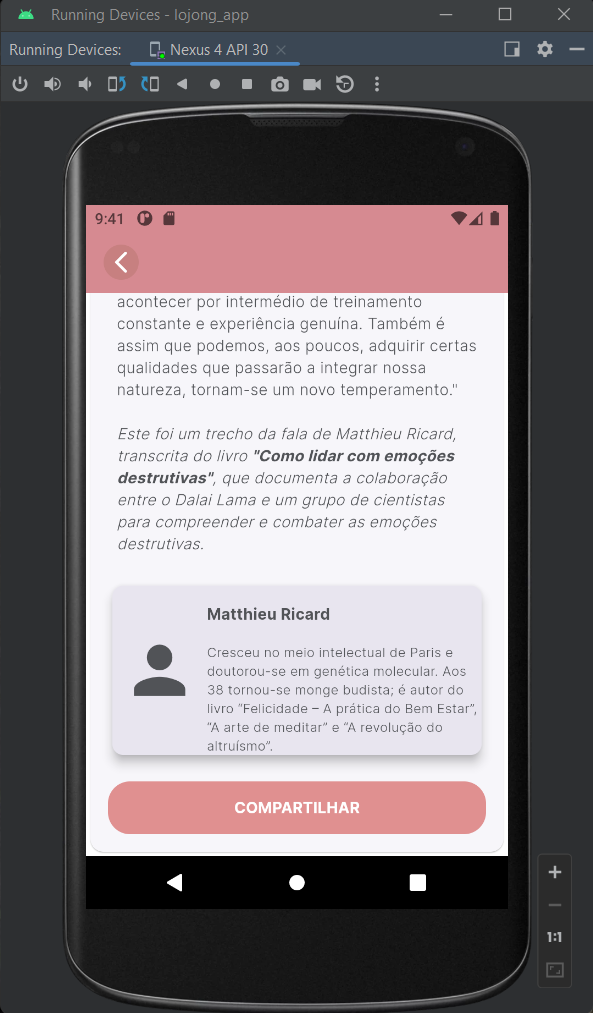 Running Devices - lojong_app
Running Devices:
Nexus 4 API 30
9:41
acontecer por intermédio de treinamento
constante e experiência genuína. Também é
assim que podemos, aos poucos, adquirir certas
qualidades que passarão a integrar nossa
natureza, tornam-se um novo temperamento."
Este foi um trecho da fala de Matthieu Ricard,
transcrita do livro "Como lidar com emoções
destrutivas", que documenta a colaboração
entre o Dalai Lama e um grupo de cientistas
para compreender e combater as emoções
destrutivas.
Matthieu Ricard
Cresceu no meio intelectual de Paris e
doutorou-se em genética molecular. Aos
38 tornou-se monge budista; é autor do
livro “Felicidade – A prática do Bem Estar”,
“A arte de meditar” e “A revolução do
altruísmo”.
COMPARTILHAR
1:1